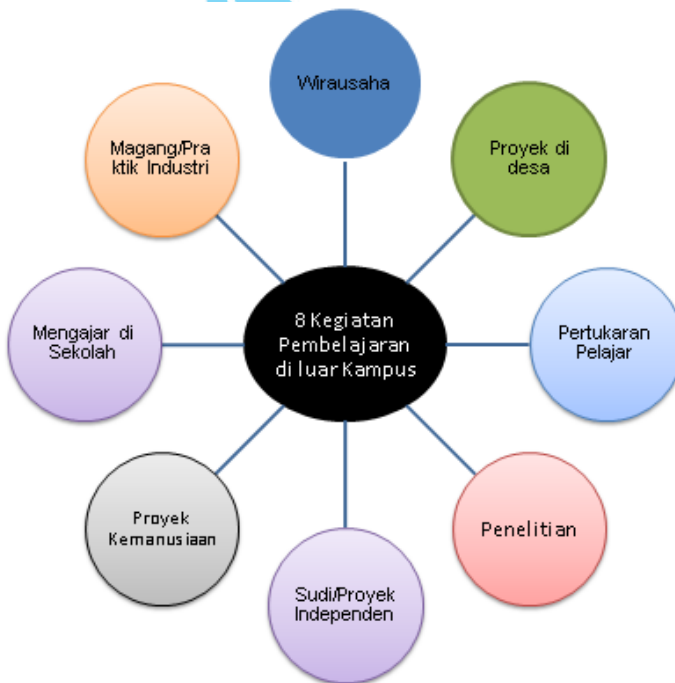 Wirausaha
Proyek di
desa
Pertukaran
Pelajar
Penelitian
Sudi/Proyek
Independen
Proyek
Kemanusiaan
Mengajar di
Sekolah
Magang/Pra
ktik Industri
8 Kegiatan
Pembelajaran
di luar Kampus